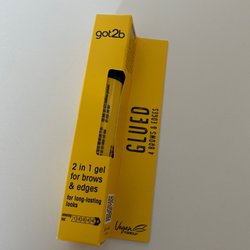 got2b
2 in 1 gel
for brows
& edges
for long-lasting
looks
GLUED
4 BROWS & EDGES
Vegan